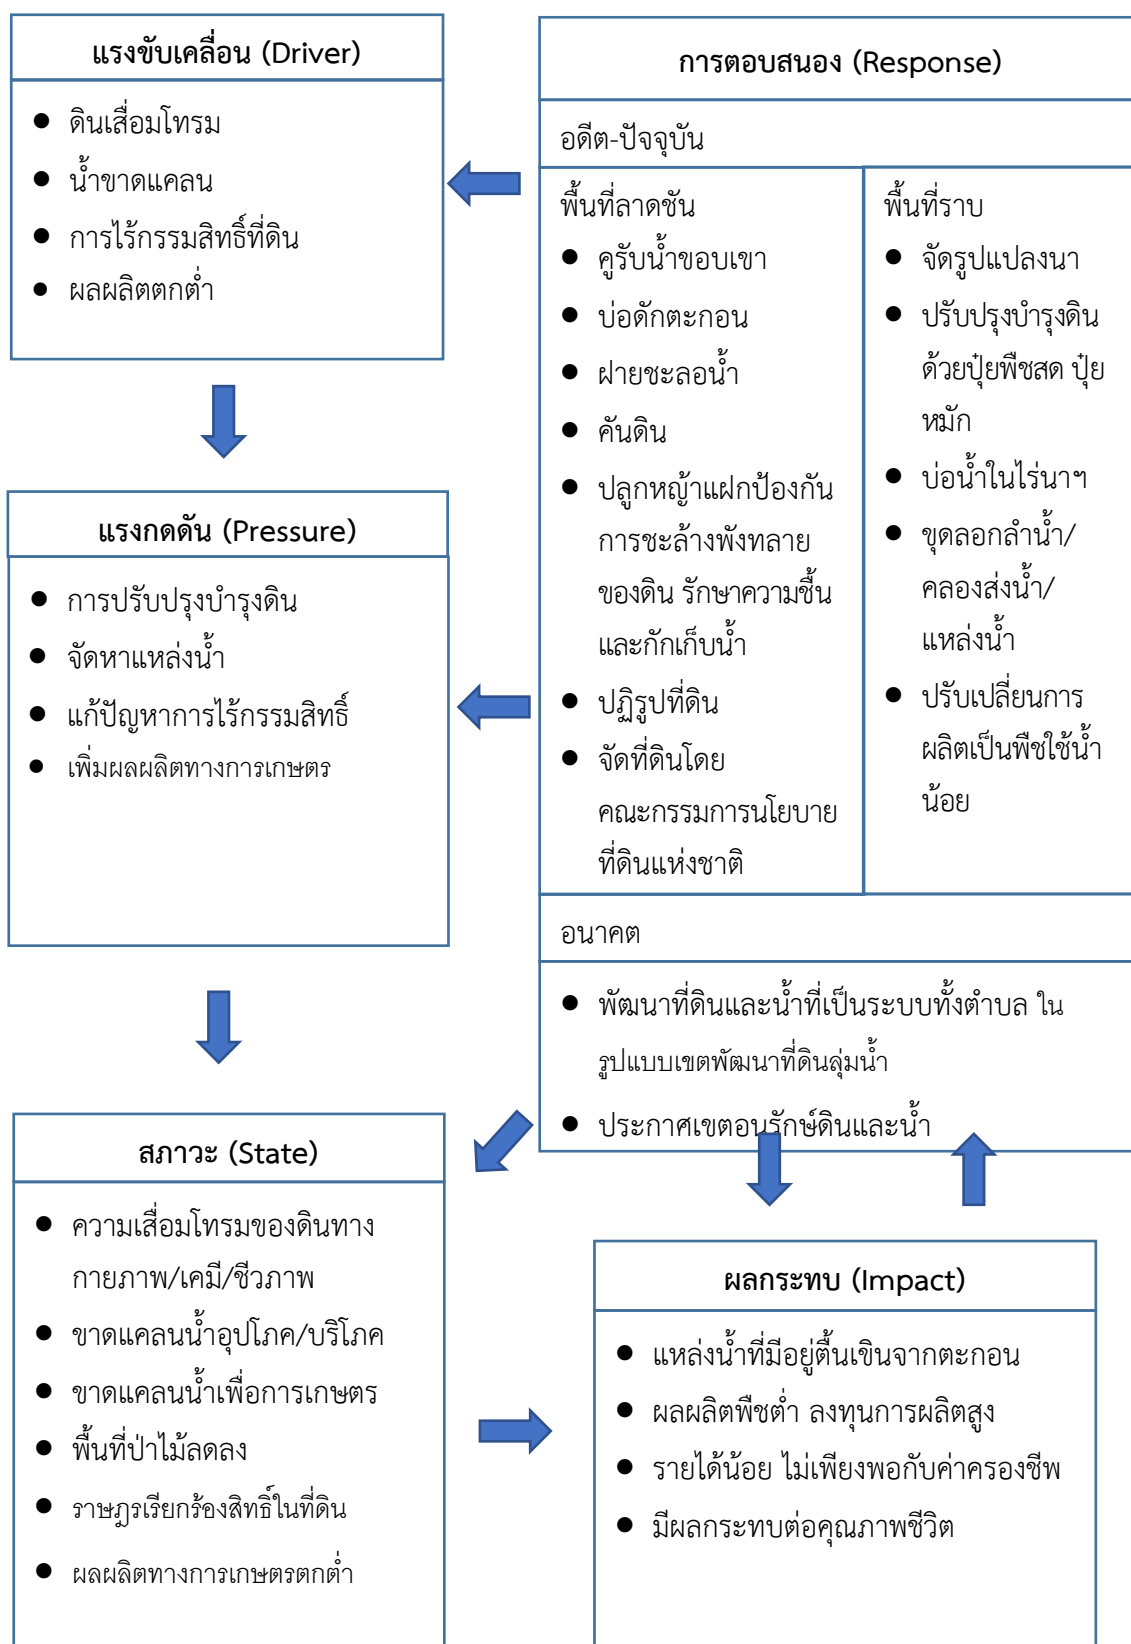 แรงขับเคลื่อน (Driver)
● ดินเสื่อมโทรม
● น้ำขาดแคลน
● การไร้กรรมสิทธิ์ที่ดิน
● ผลผลิตตกต่ำ
แรงกดดัน (Pressure)
● การปรับปรุงบำรุงดิน
● จัดหาแหล่งน้ำ
● แก้ปัญหาการไร้กรรมสิทธิ์
● เพิ่มผลผลิตทางการเกษตร
สภาวะ (State)
● ความเสื่อมโทรมของดินทาง
กายภาพ/เคมี/ชีวภาพ
● ขาดแคลนน้ำอุปโภค/บริโภค
● ขาดแคลนน้ำเพื่อการเกษตร
● พื้นที่ป่าไม้ลดลง
● ราษฎรเรียกร้องสิทธิ์ในที่ดิน
● ผลผลิตทางการเกษตรตกต่ำ
การตอบสนอง (Response)
อดีต-ปัจจุบัน
พื้นที่ลาดชัน
● คูรับน้ำขอบเขา
● บ่อดักตะกอน
● ฝายชะลอน้ำ
● คันดิน
● ปลูกหญ้าแฝกป้องกัน
การชะล้างพังทลาย
ของดิน รักษาความชื้น
และกักเก็บน้ำ
● ปฏิรูปที่ดิน
● จัดที่ดินโดย
คณะกรรมการนโยบาย
ที่ดินแห่งชาติ
พื้นที่ราบ
● จัดรูปแปลงนา
● ปรับปรุงบำรุงดิน
ด้วยปุ๋ยพืชสด ปุ๋ย
หมัก
● บ่อน้ำในไร่นาฯ
● ขุดลอกลำน้ำ/
คลองส่งน้ำ/
แหล่งน้ำ
● ปรับเปลี่ยนการ
ผลิตเป็นพืชใช้น้ำ
น้อย
อนาคต
● พัฒนาที่ดินและน้ำที่เป็นระบบทั้งตำบล ใน
รูปแบบเขตพัฒนาที่ดินลุ่มน้ำ
● ประกาศเขตอนุรักษ์ดินและน้ำ
ผลกระทบ (Impact)
● แหล่งน้ำที่มีอยู่ตื้นเขินจากตะกอน
● ผลผลิตพืชต่ำ ลงทุนการผลิตสูง
● รายได้น้อย ไม่เพียงพอกับค่าครองชีพ
● มีผลกระทบต่อคุณภาพชีวิต